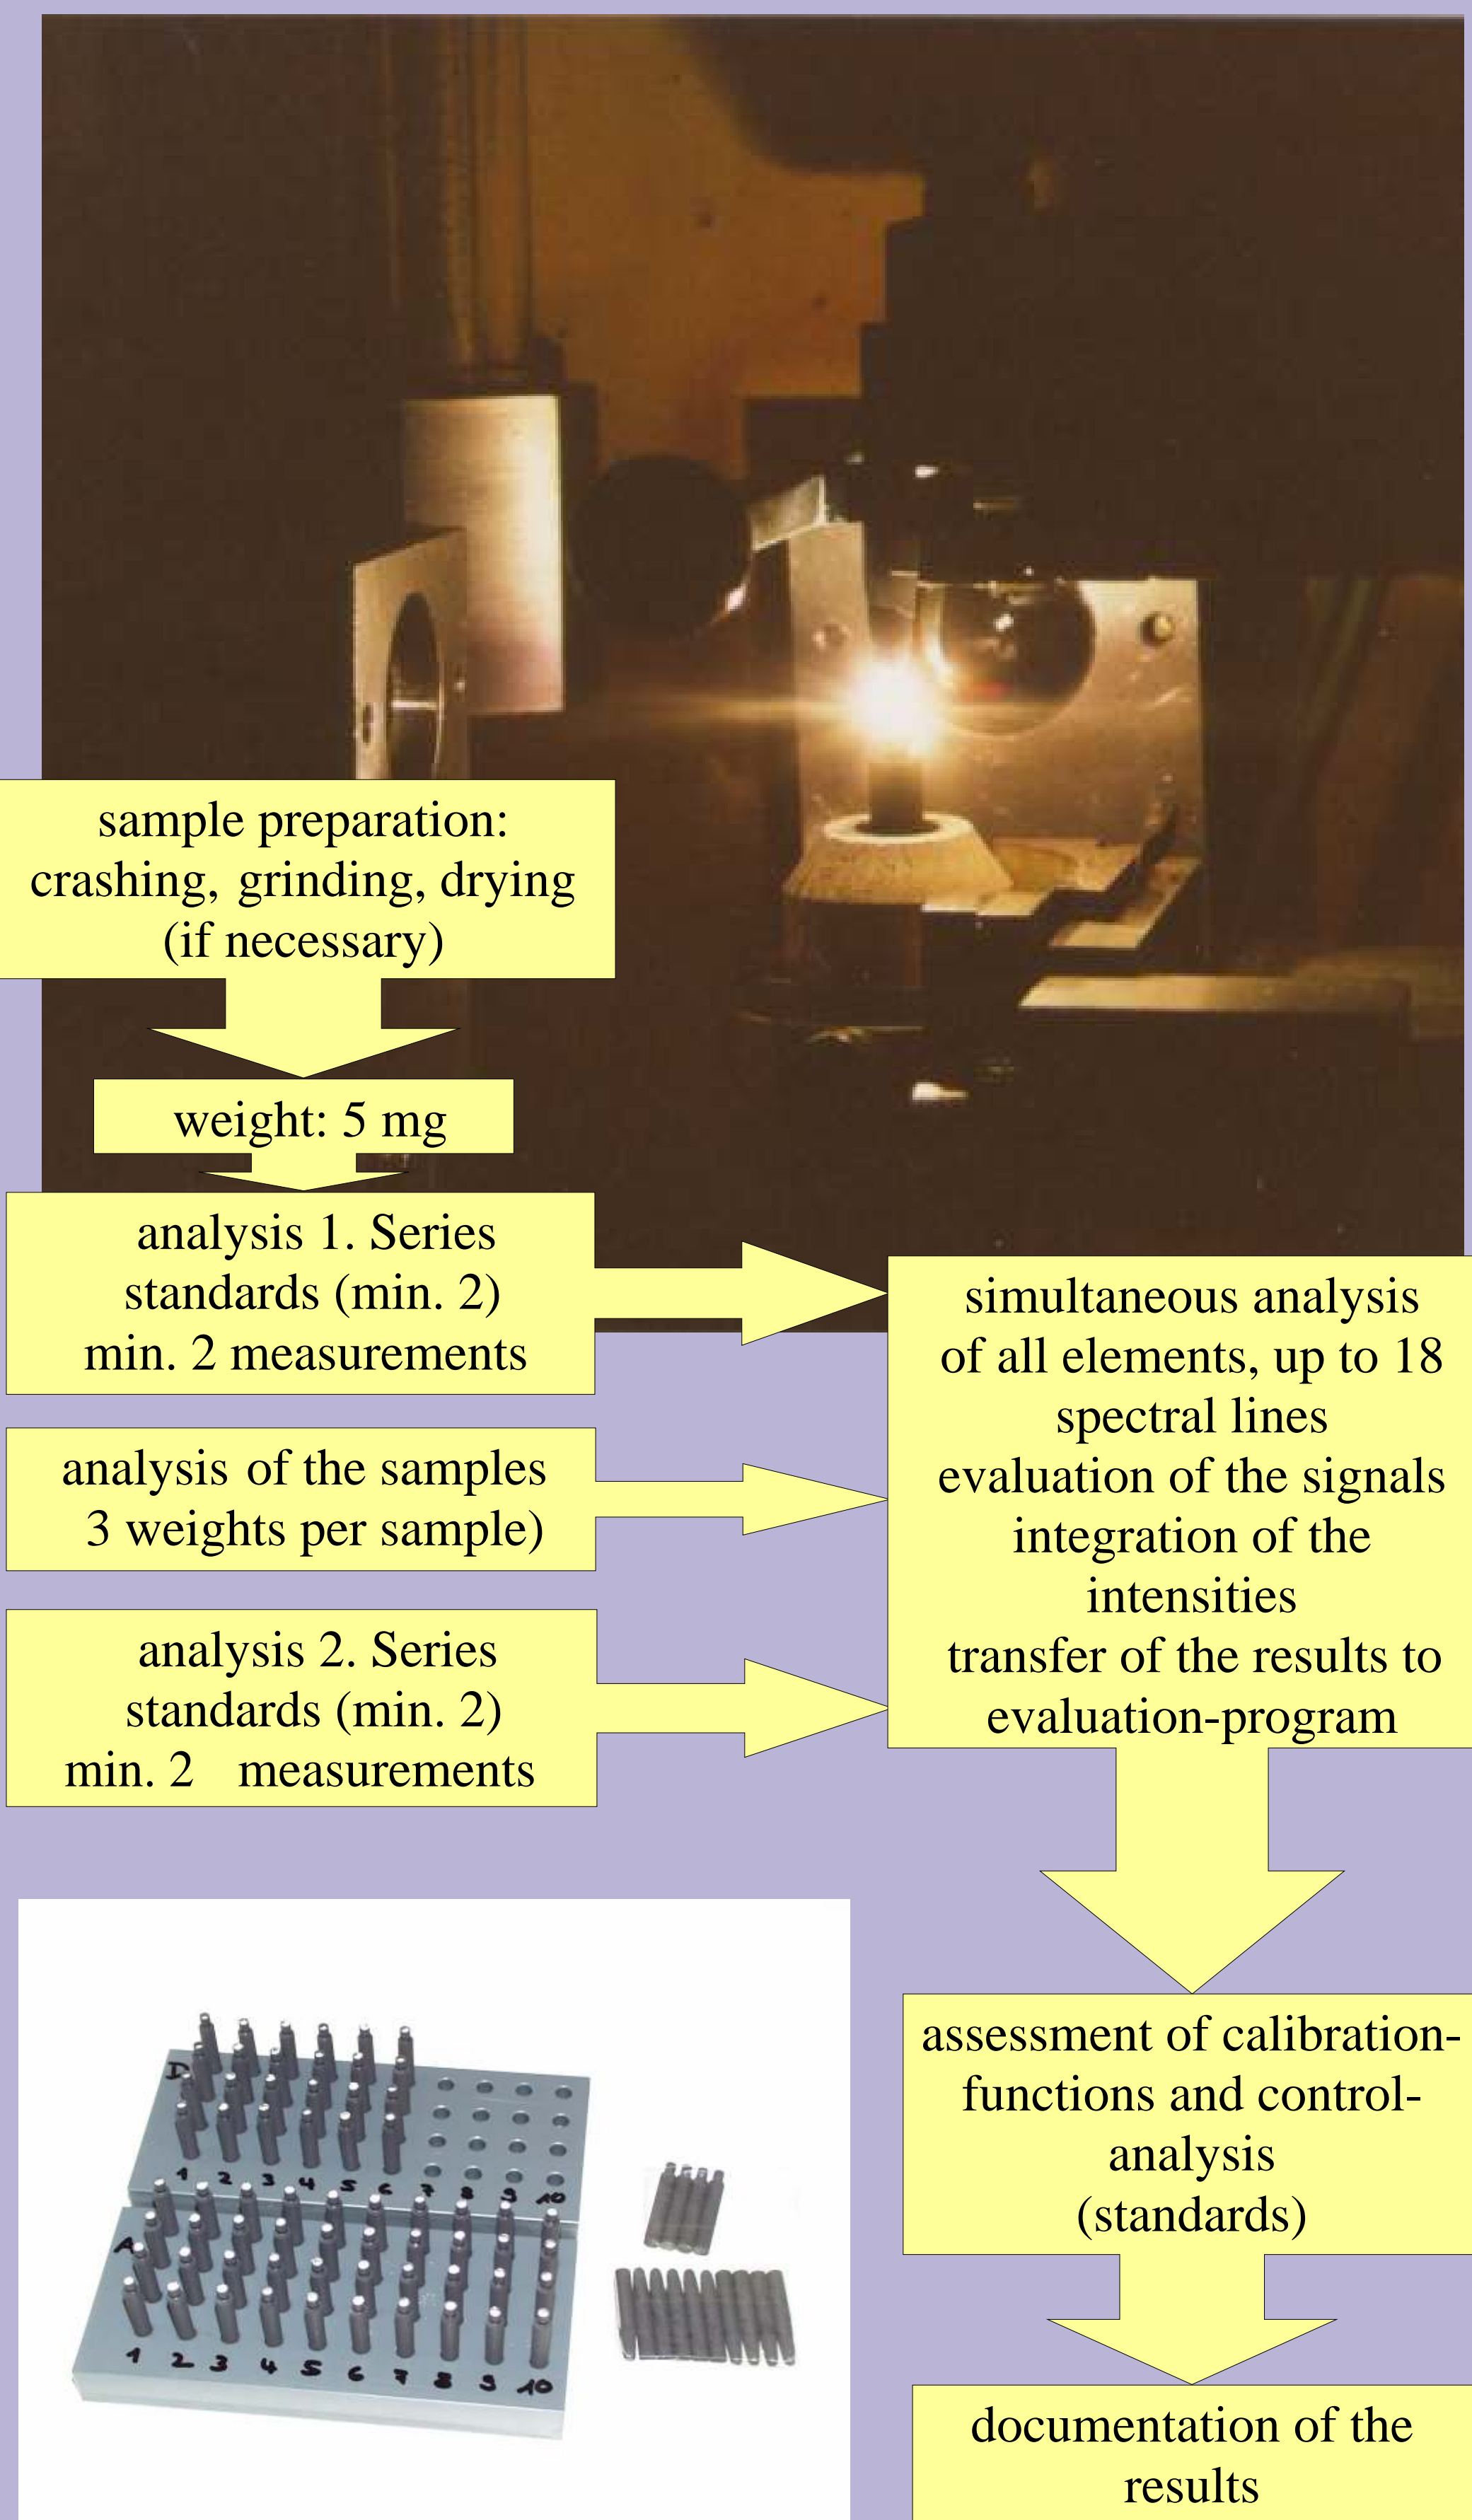 sample preparation:
crashing, grinding, drying
(if necessary)
weight: 5 mg
analysis 1. Series
standards (min. 2)
min. 2 measurements
analysis of the samples
3 weights per sample)
analysis 2. Series
standards (min. 2)
min. 2 measurements
simultaneous analysis
of all elements, up to 18
spectral lines
evaluation of the signals
integration of the
intensities
transfer of the results to
evaluation-program
assessment of calibration-
functions and control-
analysis
(standards)
documentation of the
results
D
1 2 3 4 5 6 7 8 9 10
A
1 2 3 4 5 6 7 8 9 10